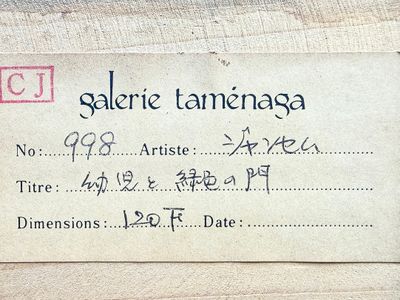 CJ
galerie taménaga
No: 998 Artiste: ジャンセム
Titre: 幼児と緑色の門
Dimensions: 120F Date: